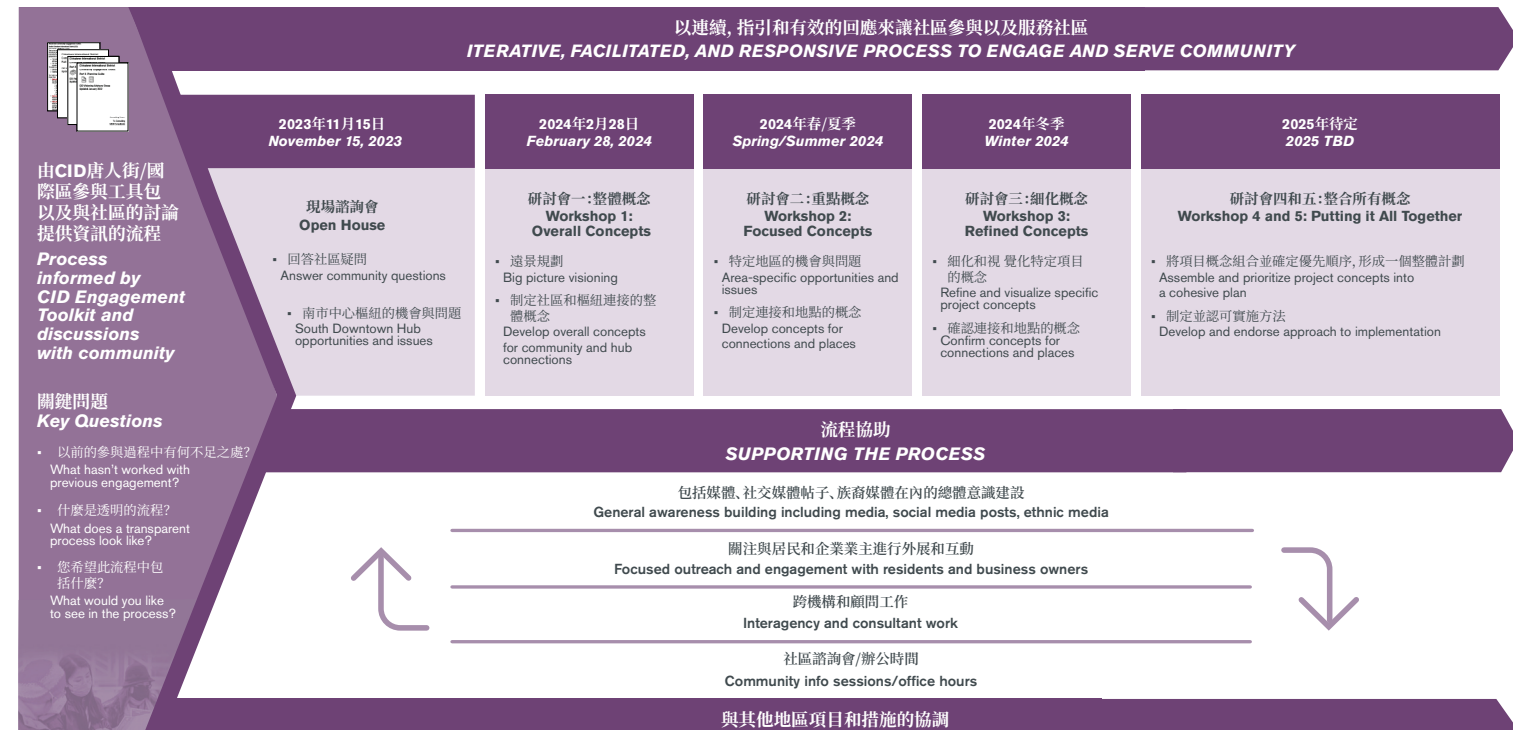 以連續, 指引和有效的回應來讓社區參與以及服務社區
ITERATIVE, FACILITATED, AND RESPONSIVE PROCESS TO ENGAGE AND SERVE COMMUNITY
由CID唐人街/國
際區參與工具包
以及與社區的討論
提供資訊的流程
Process
informed by
CID Engagement
Toolkit and
discussions
with community
關鍵問題
Key Questions
▪ 以前的參與過程中有何不足之處?
What hasn't worked with
previous engagement?
▪ 什麼是透明的流程?
What does a transparent
process look like?
▪ 您希望此流程中包
括什麼?
What would you like
to see in the process?
2023年11月15日
November 15, 2023
現場諮詢會
Open House
▪ 回答社區疑問
Answer community questions
▪ 南市中心樞紐的機會與問題
South Downtown Hub
opportunities and issues
2024年2月28日
February 28, 2024
研討會一：整體概念
Workshop 1:
Overall Concepts
▪ 遠景規劃
Big picture visioning
▪ 制定社區和樞紐連接的整
體概念
Develop overall concepts
for community and hub
connections
2024年春/夏季
Spring/Summer 2024
研討會二：重點概念
Workshop 2:
Focused Concepts
▪ 特定地區的機會與問題
Area-specific opportunities and
issues
▪ 制定連接和地點的概念
Develop concepts for
connections and places
2024年冬季
Winter 2024
研討會三：細化概念
Workshop 3:
Refined Concepts
▪ 細化和視 覺化特定項目
的概念
Refine and visualize specific
project concepts
▪ 確認連接和地點的概念
Confirm concepts for
connections and places
2025年待定
2025 TBD
研討會四和五：整合所有概念
Workshop 4 and 5: Putting it All Together
▪ 將項目概念組合並確定優先順序, 形成一個整體計劃
Assemble and prioritize project concepts into
a cohesive plan
▪ 制定並認可實施方法
Develop and endorse approach to implementation
流程協助
SUPPORTING THE PROCESS
包括媒體、社交媒體帖子、族裔媒體在內的總體意識建設
General awareness building including media, social media posts, ethnic media
關注與居民和企業業主進行外展和互動
Focused outreach and engagement with residents and business owners
跨機構和顧問工作
Interagency and consultant work
社區諮詢會/辦公時間
Community info sessions/office hours
與其他地區項目和措施的協調